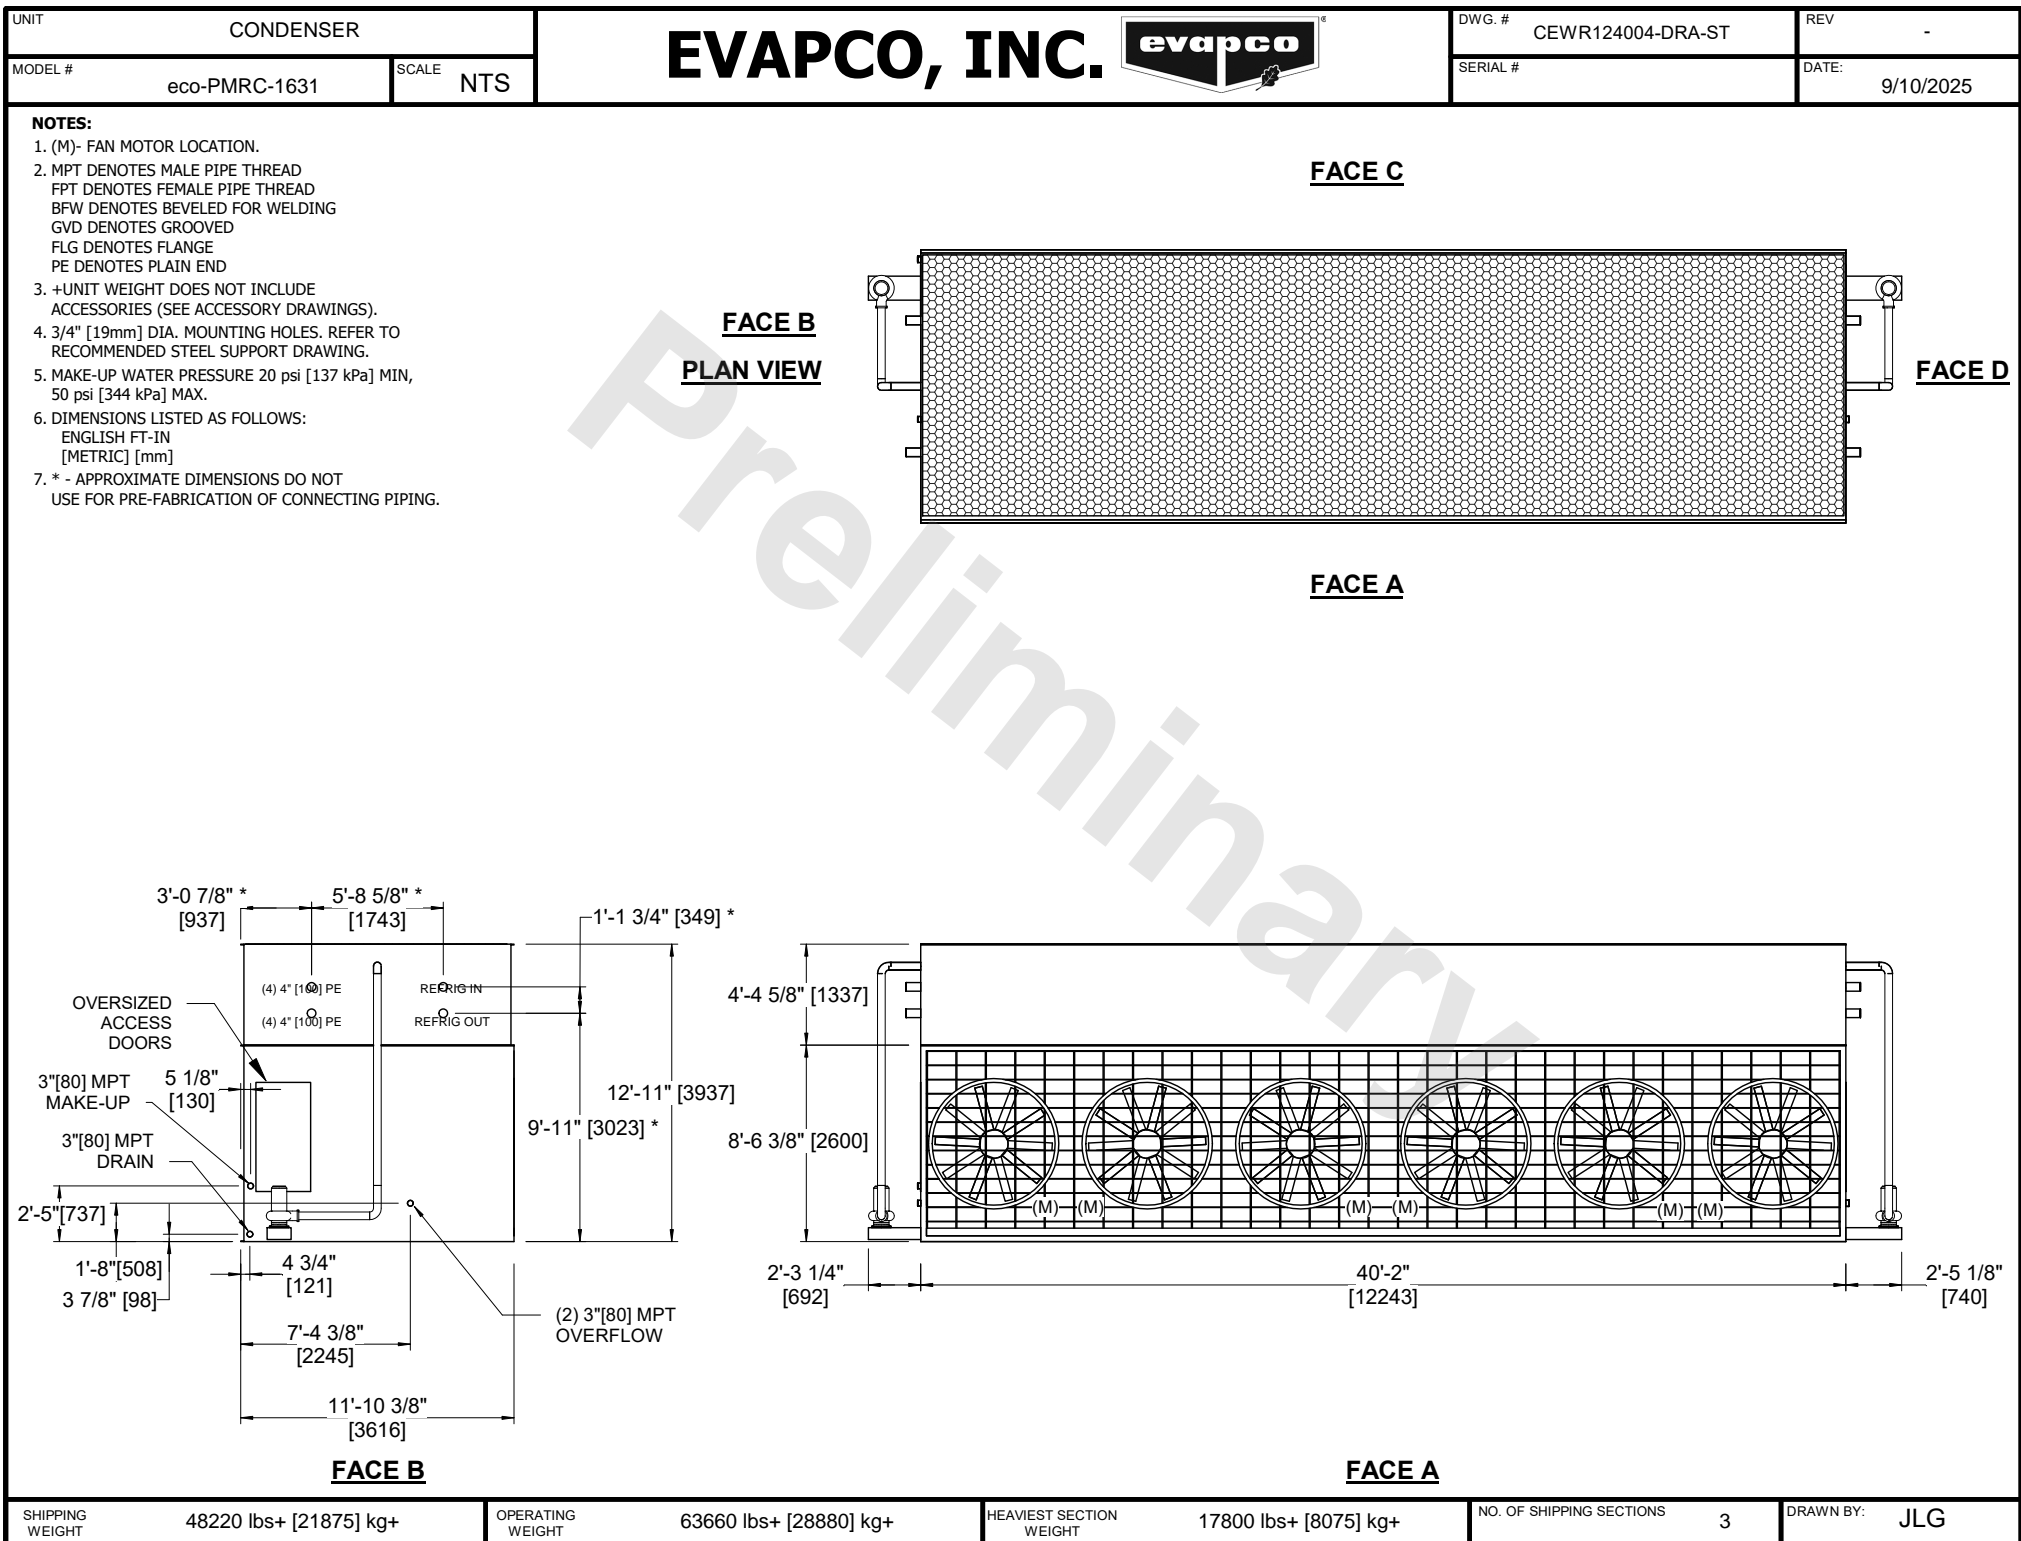 UNIT
CONDENSER
MODEL #
eco-PMRC-1631
SCALE
NTS
EVAPCO, INC.
evapco
®
DWG. #
CEWR124004-DRA-ST
REV
-
SERIAL #
DATE:
9/10/2025
NOTES:
1. (M)- FAN MOTOR LOCATION.
2. MPT DENOTES MALE PIPE THREAD
FPT DENOTES FEMALE PIPE THREAD
BFW DENOTES BEVELED FOR WELDING
GVD DENOTES GROOVED
FLG DENOTES FLANGE
PE DENOTES PLAIN END
3. +UNIT WEIGHT DOES NOT INCLUDE
ACCESSORIES (SEE ACCESSORY DRAWINGS).
4. 3/4" [19mm] DIA. MOUNTING HOLES. REFER TO
RECOMMENDED STEEL SUPPORT DRAWING.
5. MAKE-UP WATER PRESSURE 20 psi [137 kPa] MIN,
50 psi [344 kPa] MAX.
6. DIMENSIONS LISTED AS FOLLOWS:
ENGLISH FT-IN
[METRIC] [mm]
7. * - APPROXIMATE DIMENSIONS DO NOT
USE FOR PRE-FABRICATION OF CONNECTING PIPING.
FACE C
FACE B
PLAN VIEW
FACE D
FACE A
Preliminary
3'-0 7/8" *
[937]
5'-8 5/8" *
[1743]
1'-1 3/4" [349] *
(4) 4" [100] PE
REFRIG IN
(4) 4" [100] PE
REFRIG OUT
OVERSIZED
ACCESS
DOORS
3"[80] MPT
MAKE-UP
5 1/8"
[130]
3"[80] MPT
DRAIN
12'-11" [3937]
9'-11" [3023] *
2'-5"[737]
1'-8"[508]
3 7/8" [98]
4 3/4"
[121]
(2) 3"[80] MPT
OVERFLOW
7'-4 3/8"
[2245]
11'-10 3/8"
[3616]
FACE B
4'-4 5/8" [1337]
8'-6 3/8" [2600]
(M)
(M)
(M)
(M)
(M)
(M)
2'-3 1/4"
[692]
40'-2"
[12243]
2'-5 1/8"
[740]
FACE A
SHIPPING
WEIGHT
48220 lbs+ [21875] kg+
OPERATING
WEIGHT
63660 lbs+ [28880] kg+
HEAVIEST SECTION
WEIGHT
17800 lbs+ [8075] kg+
NO. OF SHIPPING SECTIONS
3
DRAWN BY:
JLG